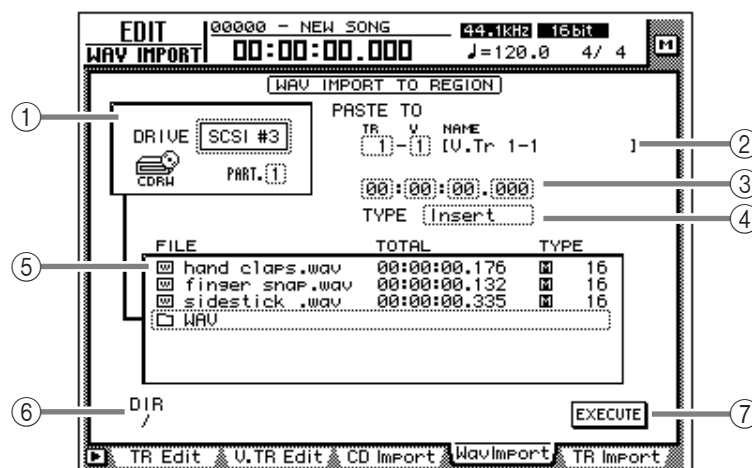 EDIT
WAV IMPORT
00000 - NEW SONG
00:00:00.000
44.1kHz 16bit
♩=120.0 4/ 4
M
WAV IMPORT TO REGION
① DRIVE SCSI #3
CDRW PART. 1
PASTE TO
TR V NAME
1 - 1 [V.Tr 1-1 ] ②
00:00:00.000 ③
TYPE Insert ④
FILE TOTAL TYPE
⑤ W hand claps.wav 00:00:00.176 M 16
W finger snap.wav 00:00:00.132 M 16
W sidestick .wav 00:00:00.335 M 16
WAV
⑥ DIR
/
EXECUTE ⑦
TR Edit V.TR Edit CD Import WavImport TR Import